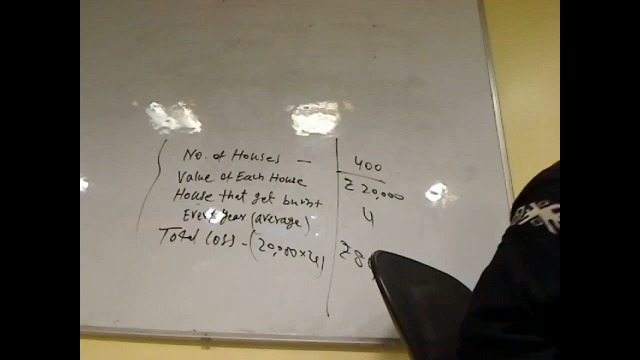 No. of Houses - 400
Value of Each House ₹ 20,000
House that get burnt
Every year (average) 4
Total Loss - (20,000 × 4) ₹ 8